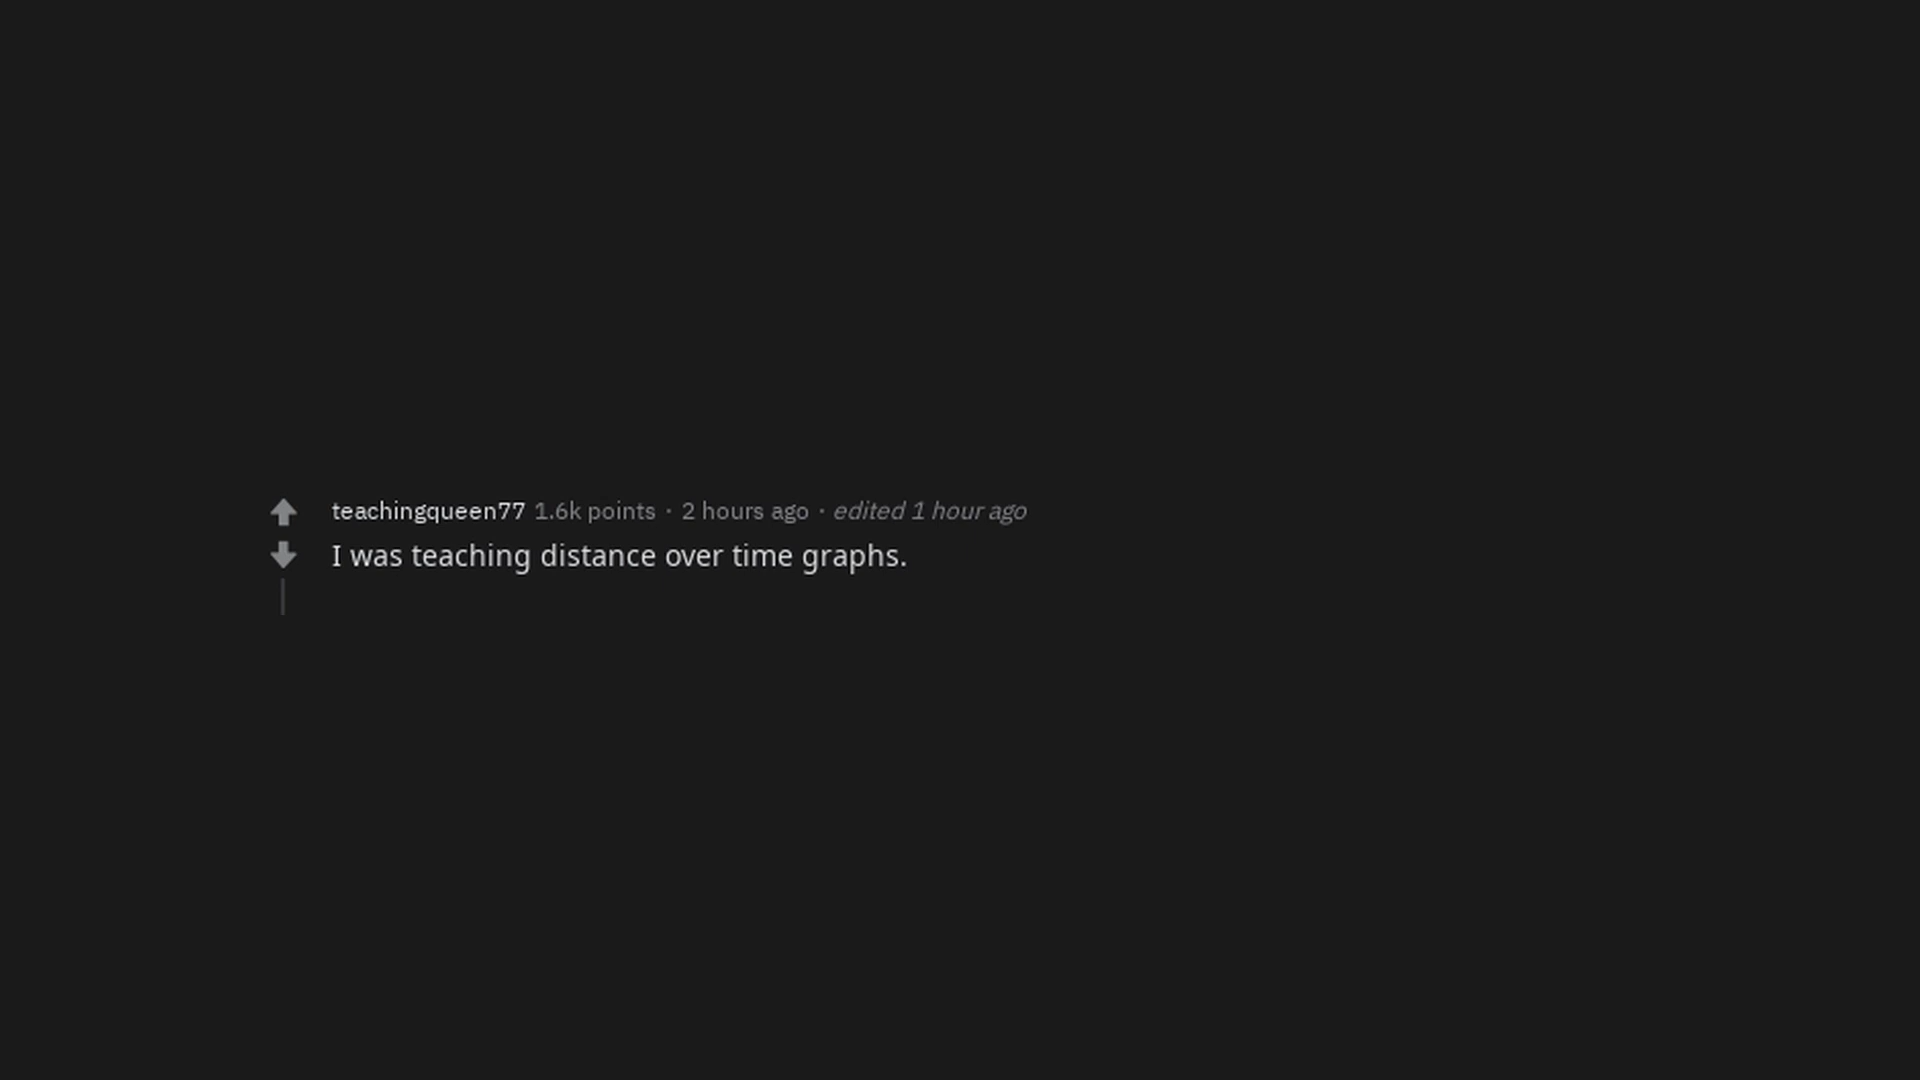 teachingqueen77 1.6k points · 2 hours ago · edited 1 hour ago
I was teaching distance over time graphs.